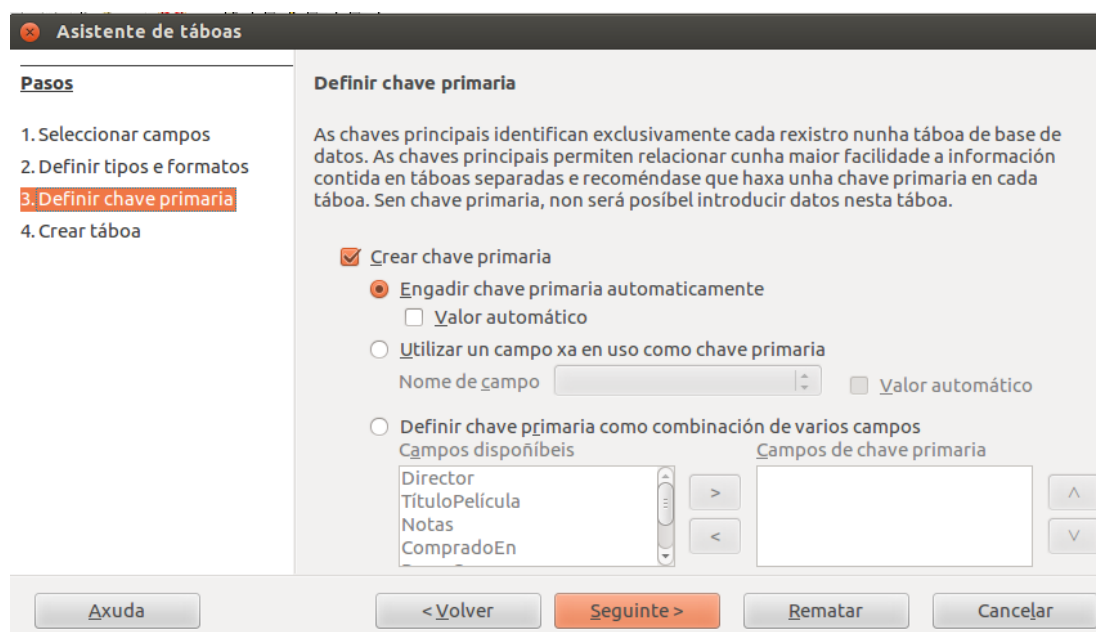 Asistente de táboas
Pasos
1. Seleccionar campos
2. Definir tipos e formatos
3. Definir chave primaria
4. Crear táboa
Definir chave primaria
As chaves principais identifican exclusivamente cada rexistro nunha táboa de base de
datos. As chaves principais permiten relacionar cunha maior facilidade a información
contida en táboas separadas e recoméndase que haxa unha chave primaria en cada
táboa. Sen chave primaria, non será posíbel introducir datos nesta táboa.
Crear chave primaria
Engadir chave primaria automaticamente
Valor automático
Utilizar un campo xa en uso como chave primaria
Nome de campo
Valor automático
Definir chave primaria como combinación de varios campos
Campos dispoñíbeis
Campos de chave primaria
Director
TítuloPelícula
Notas
CompradoEn
>
<
Axuda
< Volver
Seguinte >
Rematar
Cancelar